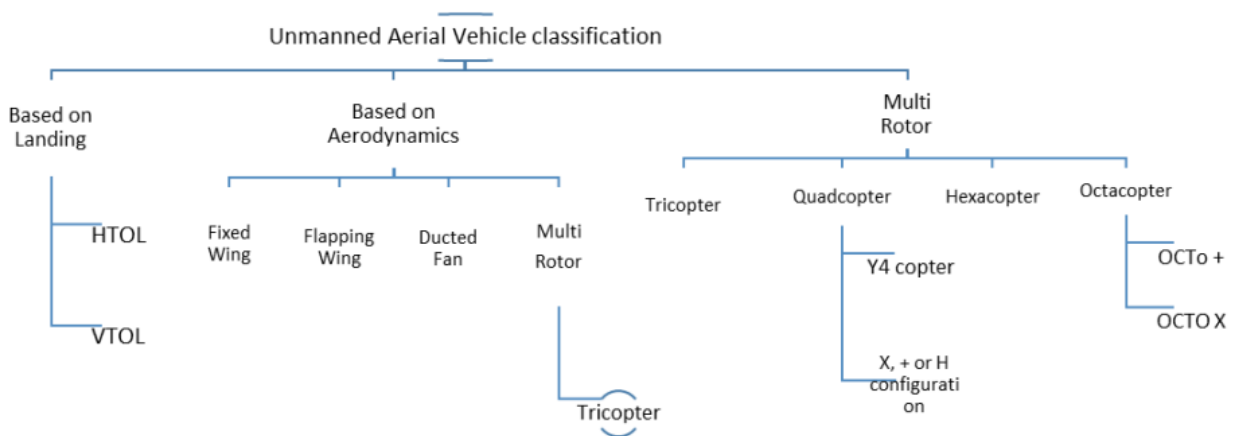 Unmanned Aerial Vehicle classification
Based on
Landing
Based on
Aerodynamics
Multi
Rotor
HTOL
VTOL
Fixed
Wing
Flapping
Wing
Ducted
Fan
Multi
Rotor
Tricopter
Tricopter
Quadcopter
Hexacopter
Octacopter
Y4 copter
X, + or H
configurati
on
OCTo +
OCTO X